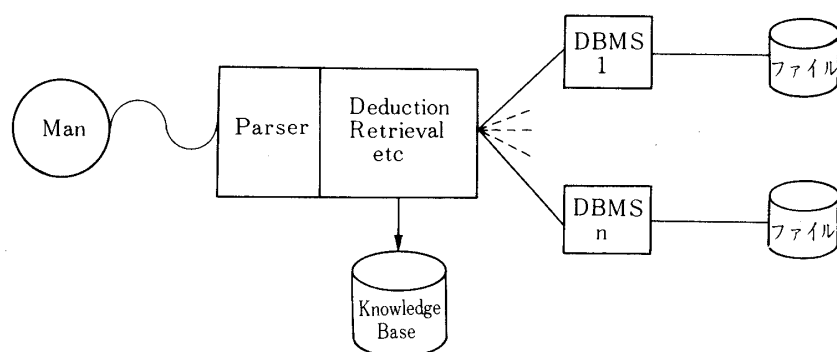 Man
Parser
Deduction
Retrieval
etc
DBMS
1
ファイル
DBMS
n
ファイル
Knowledge
Base